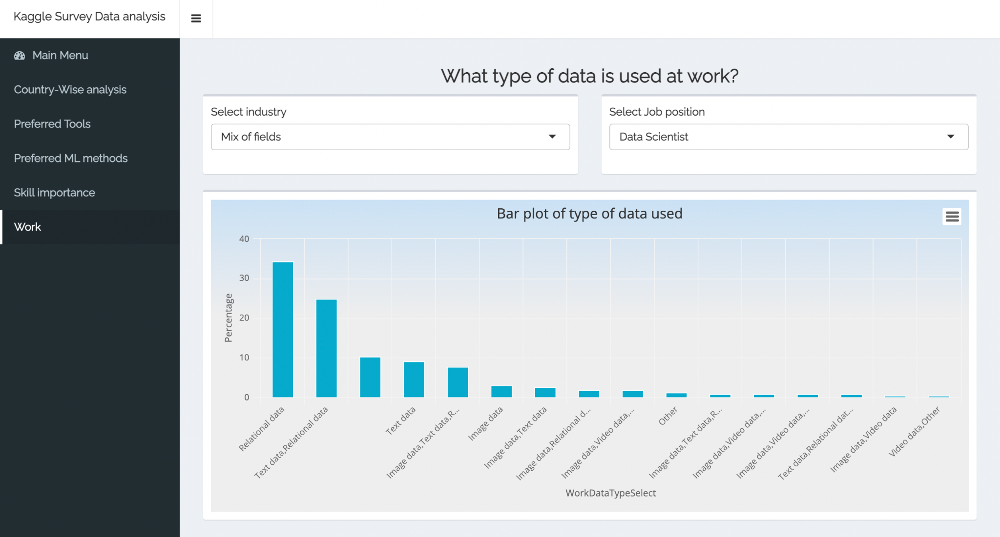 Kaggle Survey Data analysis
Main Menu
Country-Wise analysis
Preferred Tools
Preferred ML methods
Skill importance
Work
What type of data is used at work?
Select industry
Mix of fields
Select Job position
Data Scientist
Bar plot of type of data used
40
30
20
10
0
Percentage
Relational data
Text data,Relational data
Text data
Image data,Text data,R...
Image data
Image data,Text data
Image data,Relational d...
Image data,Video data,...
Other
Image data,Text data,R...
Image data,Video data,...
Image data,Video data,...
Text data,Relational dat...
Image data,Video data
Video data,Other
WorkDataTypeSelect